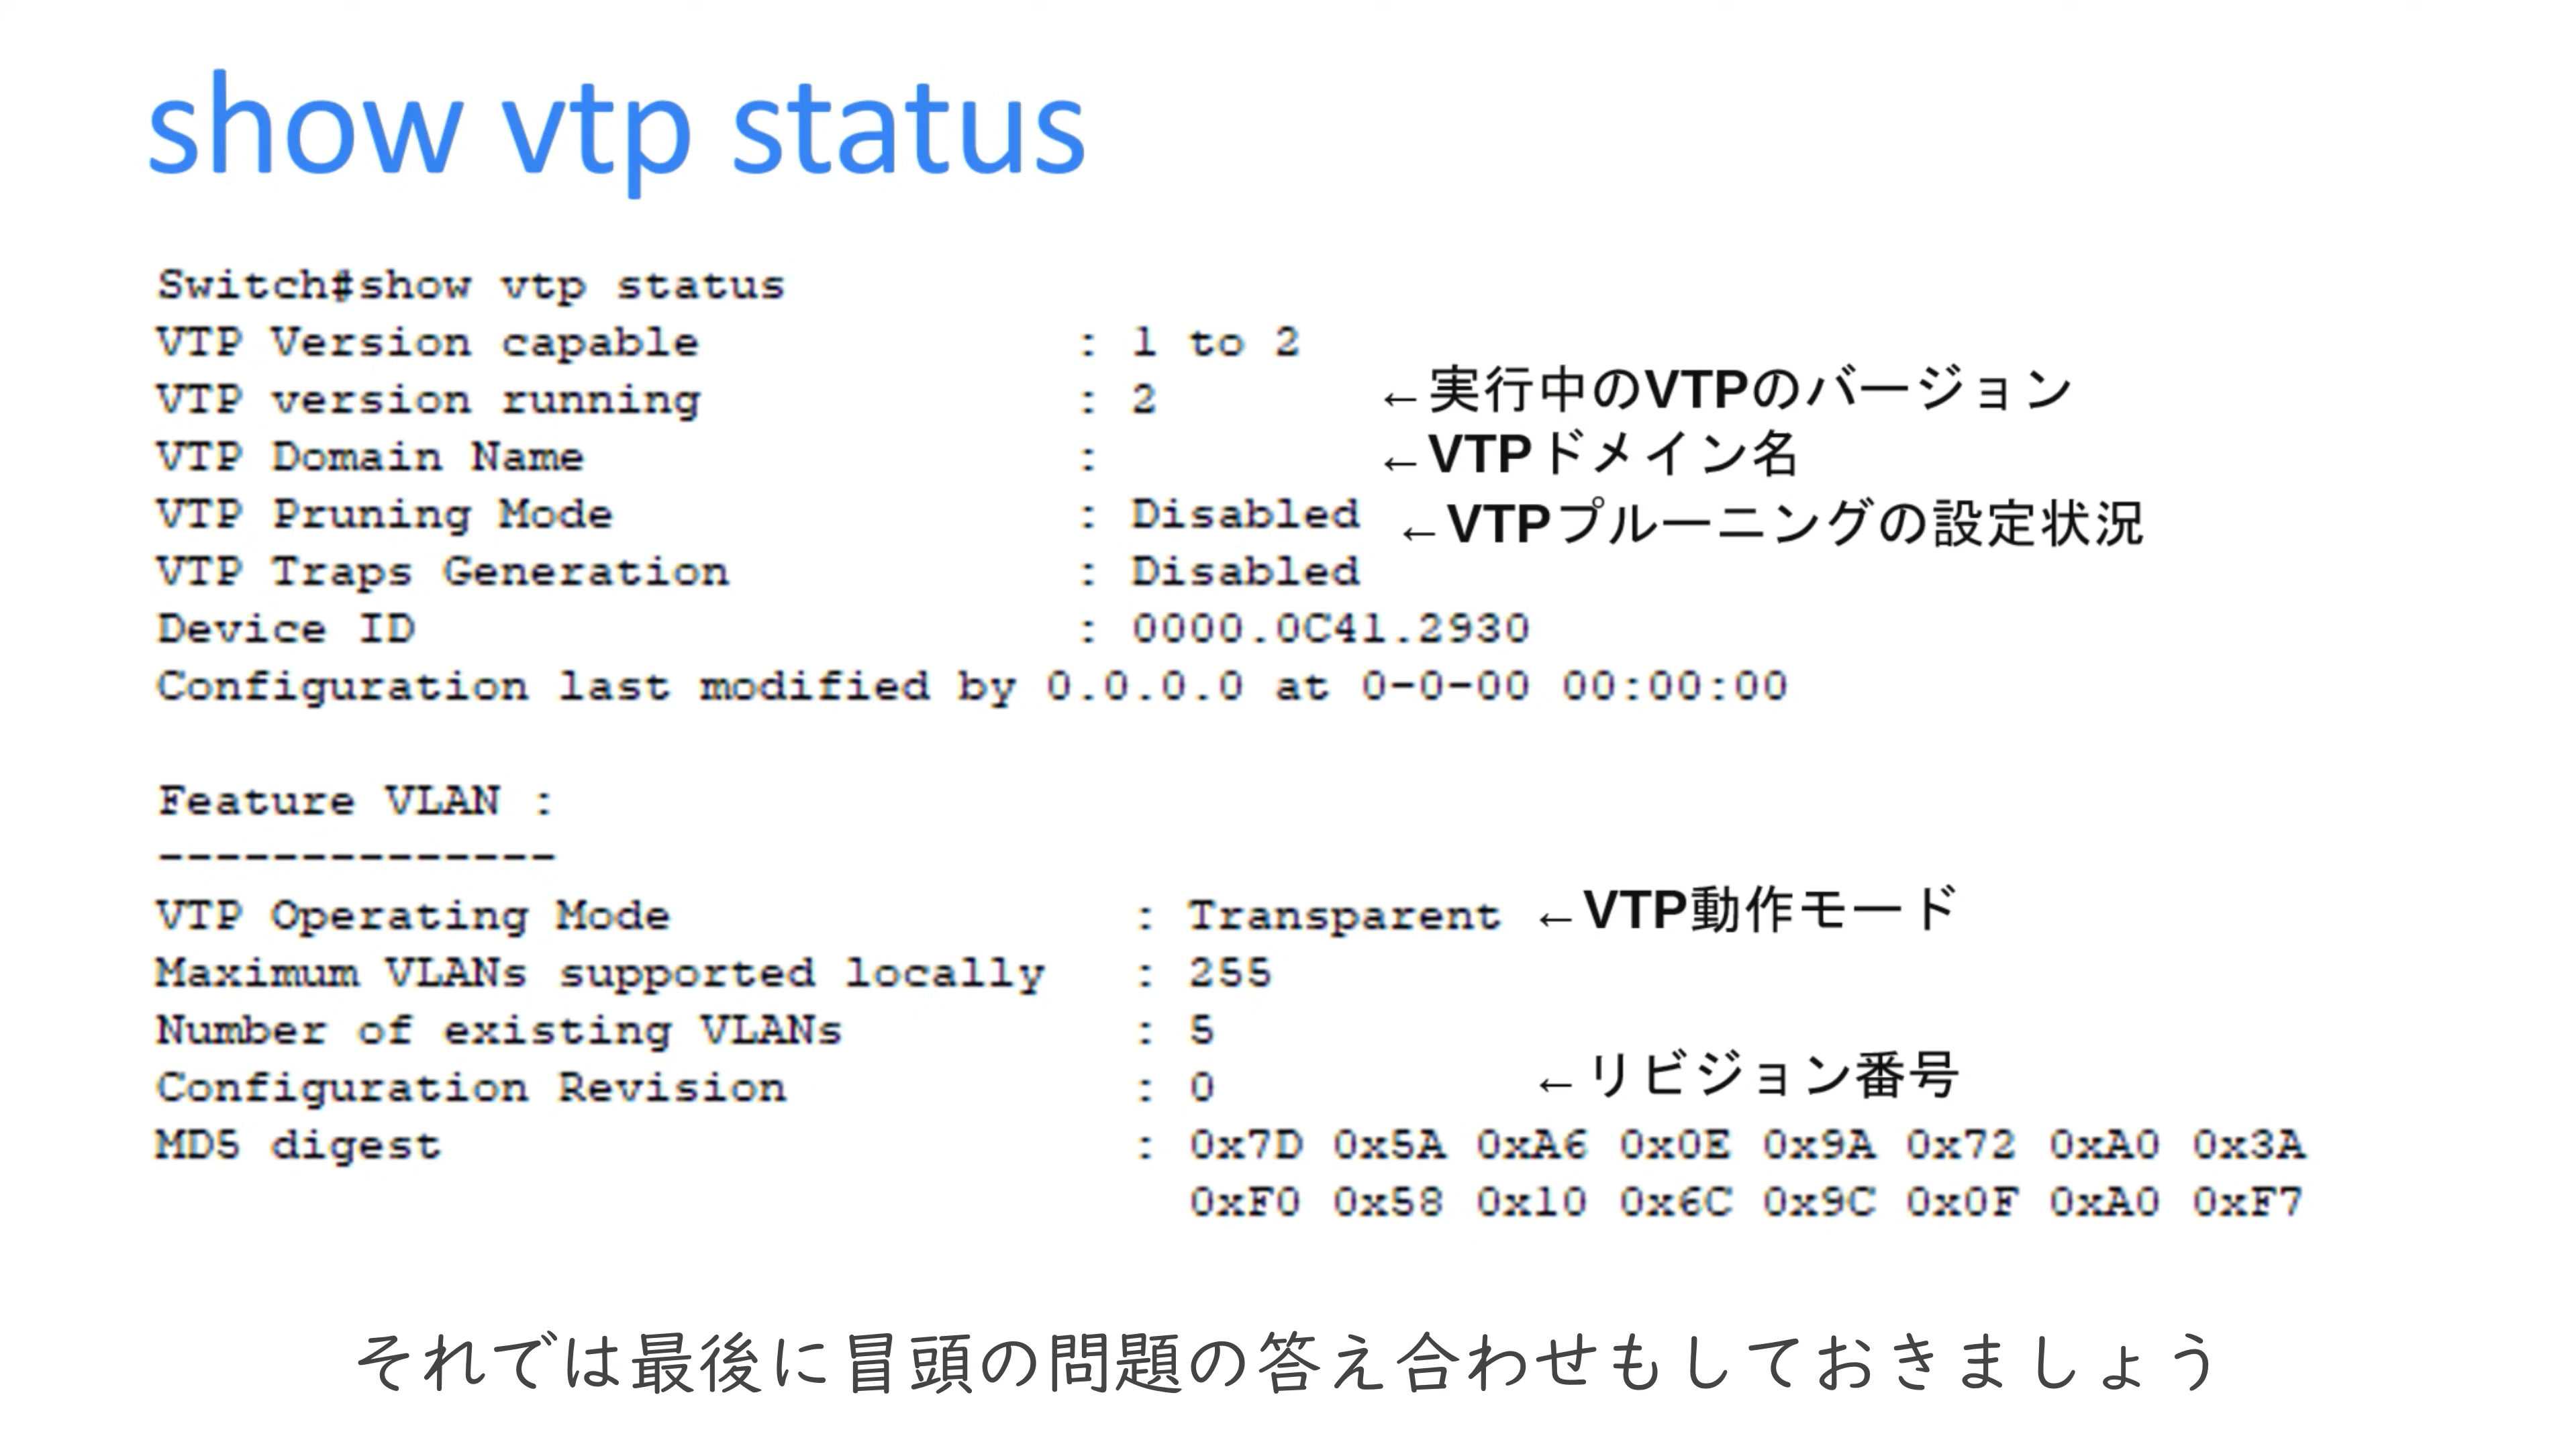 show vtp status
Switch#show vtp status
VTP Version capable : 1 to 2
VTP version running : 2 ←実行中のVTPのバージョン
VTP Domain Name : ←VTPドメイン名
VTP Pruning Mode : Disabled ←VTPプルーニングの設定状況
VTP Traps Generation : Disabled
Device ID : 0000.0C41.2930
Configuration last modified by 0.0.0.0 at 0-0-00 00:00:00
Feature VLAN :
--------------
VTP Operating Mode : Transparent ←VTP動作モード
Maximum VLANs supported locally : 255
Number of existing VLANs : 5
Configuration Revision : 0 ←リビジョン番号
MD5 digest : 0x7D 0x5A 0xA6 0x0E 0x9A 0x72 0xA0 0x3A
0xF0 0x58 0x10 0x6C 0x9C 0x0F 0xA0 0xF7
それでは最後に冒頭の問題の答え合わせもしておきましょう